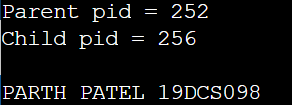 Parent pid = 252
Child pid = 256
PARTH PATEL 19DCS098